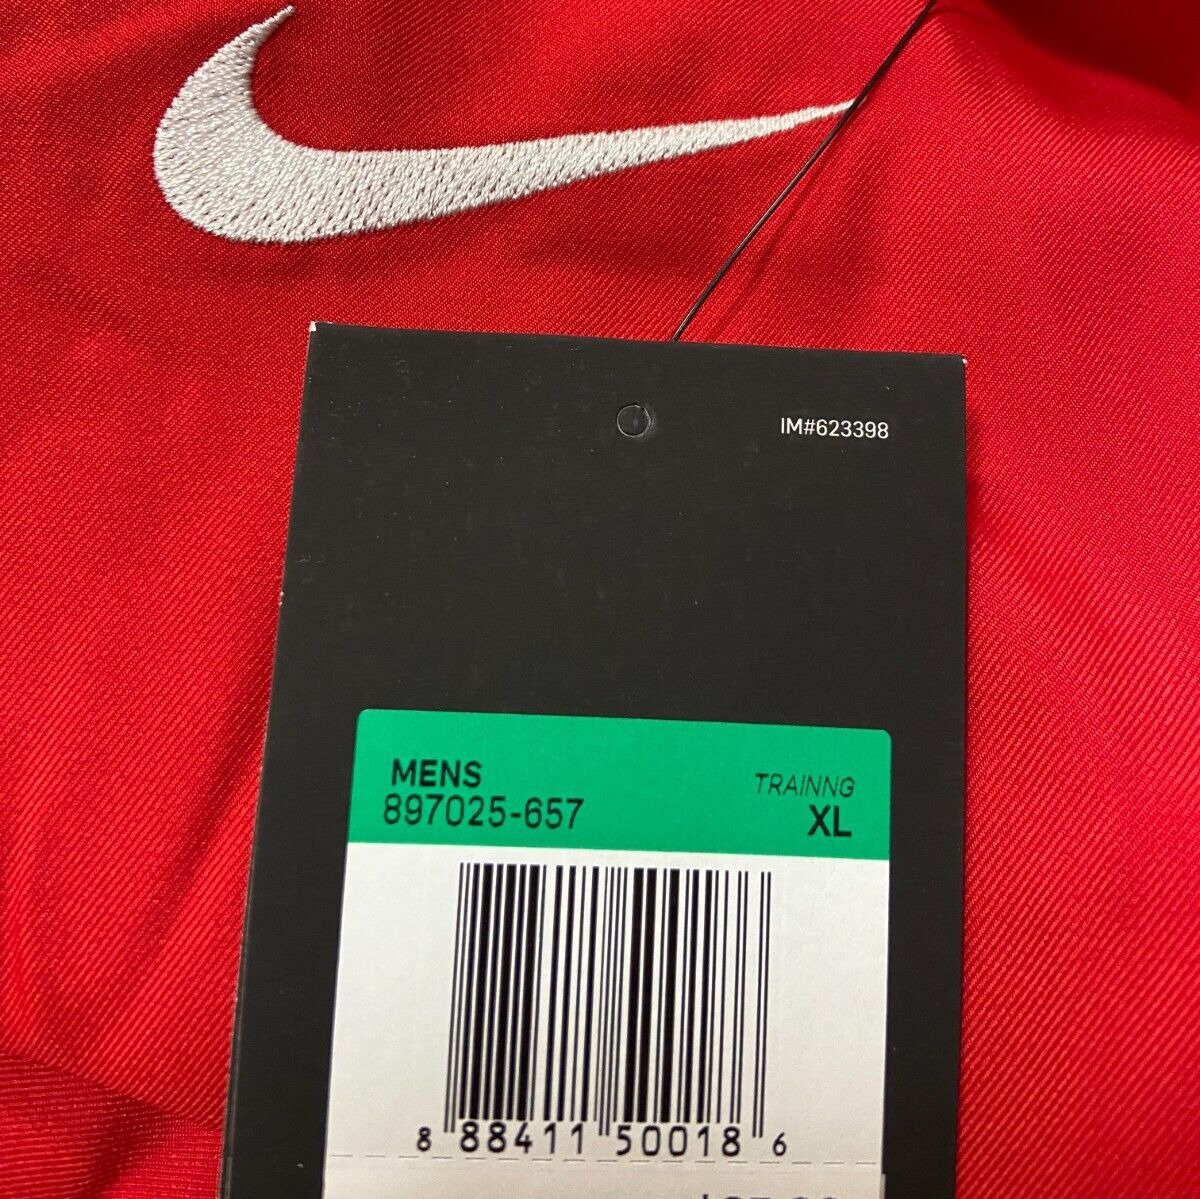 IM#623398
MENS
TRAINNG
897025-657
XL
8 88411 50018 6